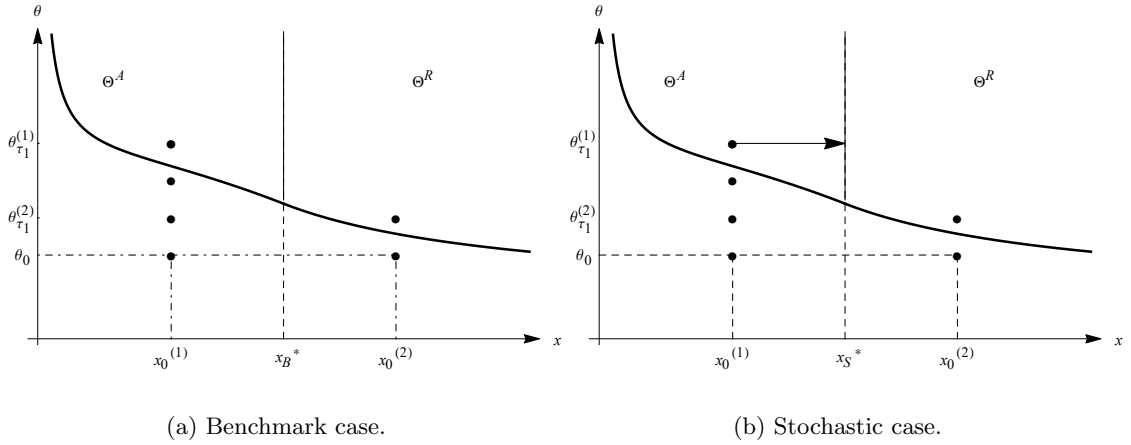 θ
Θ^A
Θ^R
θ_{τ_1}^{(1)}
θ_{τ_1}^{(2)}
θ_0
x_0^{(1)}
x_B^*
x_0^{(2)}
x
(a) Benchmark case.
θ
Θ^A
Θ^R
θ_{τ_1}^{(1)}
θ_{τ_1}^{(2)}
θ_0
x_0^{(1)}
x_S^*
x_0^{(2)}
x
(b) Stochastic case.